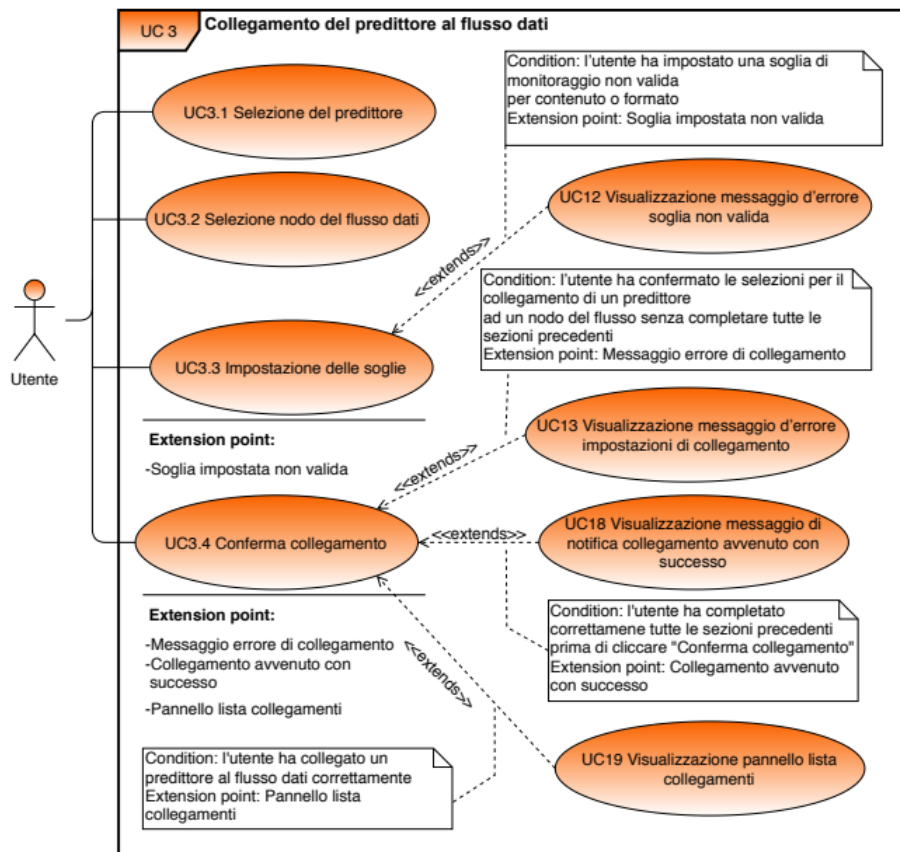 UC 3
Collegamento del predittore al flusso dati
Condition: l'utente ha impostato una soglia di
monitoraggio non valida
per contenuto o formato
Extension point: Soglia impostata non valida
UC3.1 Selezione del predittore
UC12 Visualizzazione messaggio d'errore
soglia non valida
UC3.2 Selezione nodo del flusso dati
<<extends>>
Condition: l'utente ha confermato le selezioni per il
collegamento di un predittore
ad un nodo del flusso senza completare tutte le
sezioni precedenti
Extension point: Messaggio errore di collegamento
Utente
UC3.3 Impostazione delle soglie
Extension point:
-Soglia impostata non valida
UC13 Visualizzazione messaggio d'errore
impostazioni di collegamento
<<extends>>
UC3.4 Conferma collegamento
<<extends>>
UC18 Visualizzazione messaggio di
notifica collegamento avvenuto con
successo
Extension point:
-Messaggio errore di collegamento
-Collegamento avvenuto con
successo
-Pannello lista collegamenti
<<extends>>
Condition: l'utente ha completato
correttamene tutte le sezioni precedenti
prima di cliccare "Conferma collegamento"
Extension point: Collegamento avvenuto
con successo
Condition: l'utente ha collegato un
predittore al flusso dati correttamente
Extension point: Pannello lista
collegamenti
UC19 Visualizzazione pannello lista
collegamenti